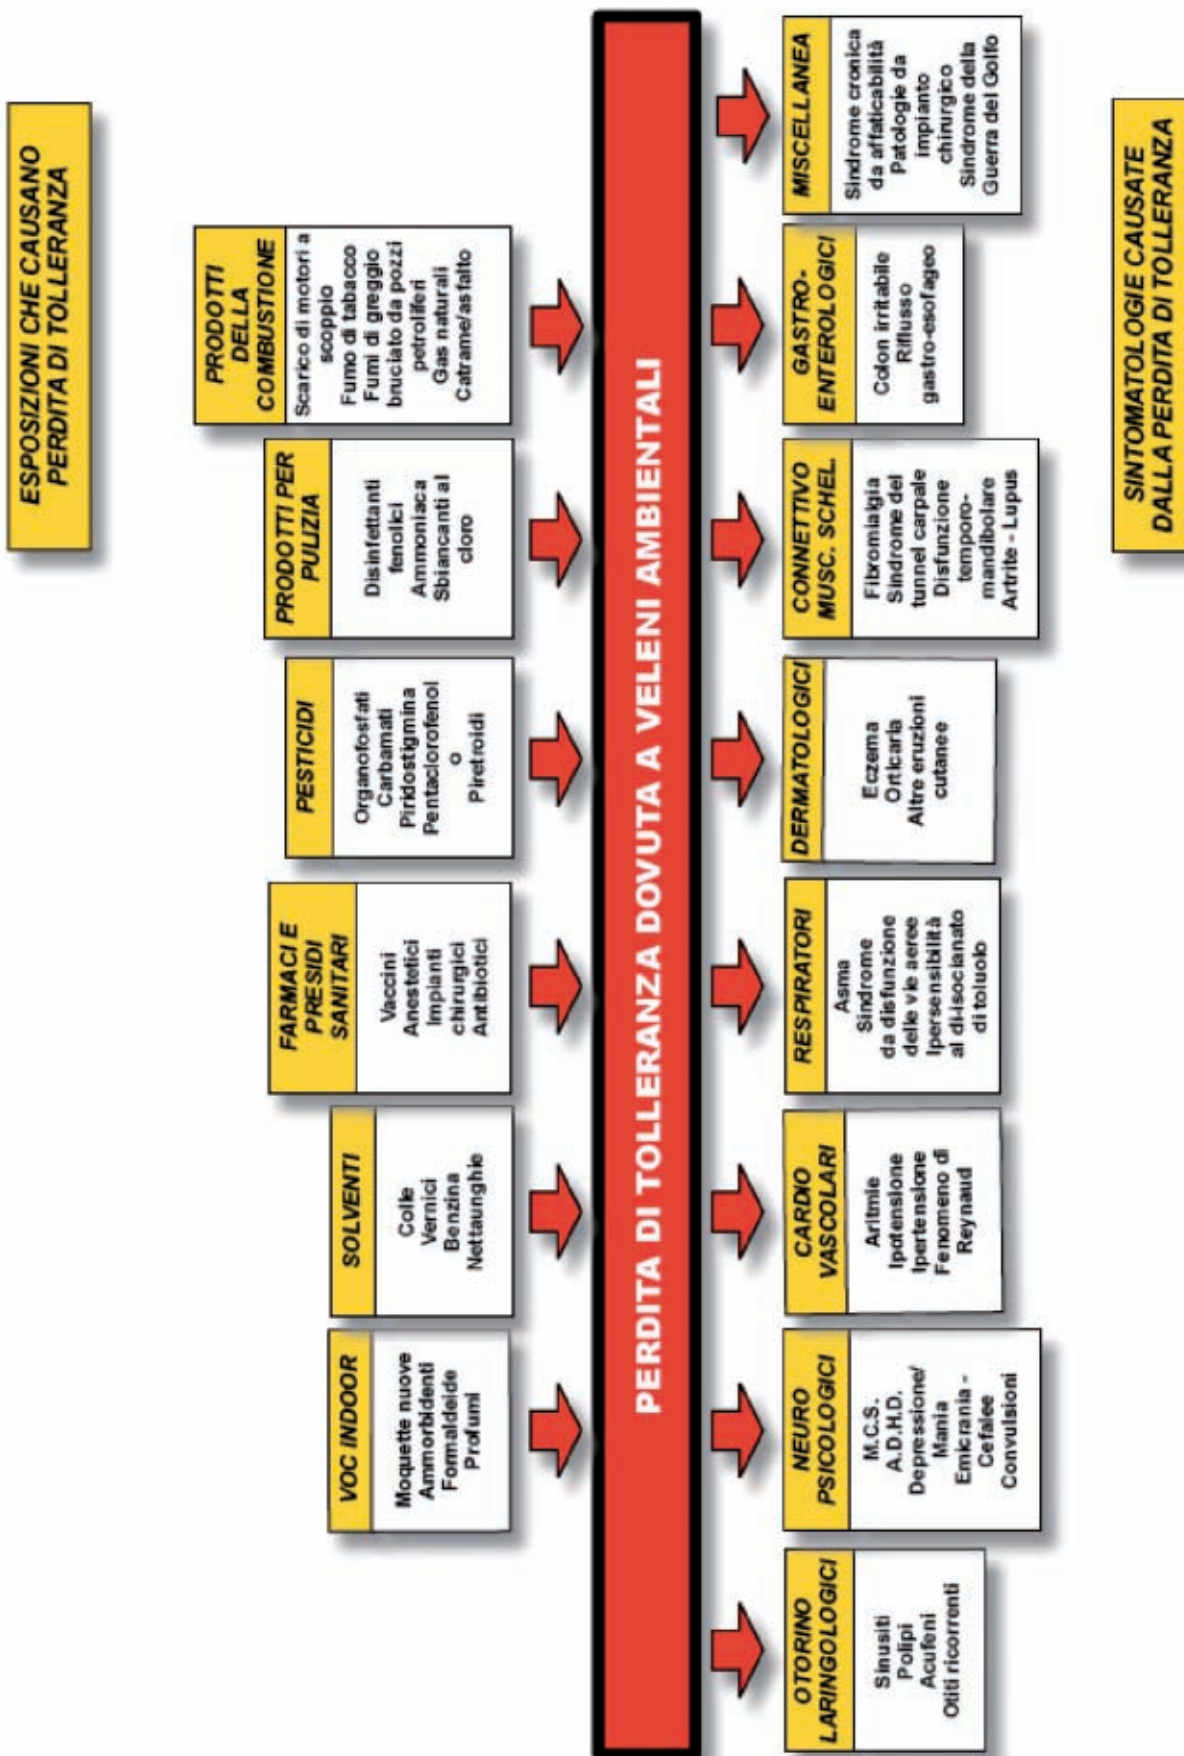 ESPOSIZIONI CHE CAUSANO
PERDITA DI TOLLERANZA
VOC INDOOR
Moquette nuove
Ammorbidenti
Formaldeide
Profumi
SOLVENTI
Colle
Vernici
Benzina
Nettaunghie
FARMACI E
PRESIDI
SANITARI
Vaccini
Anestetici
Impianti
chirurgici
Antibiotici
PESTICIDI
Organofosfati
Carbamati
Piridostigmina
Pentaclorofenol
o
Piretroidi
PRODOTTI PER
PULIZIA
Disinfettanti
fenolici
Ammoniaca
Sbiancanti al
cloro
PRODOTTI
DELLA
COMBUSTIONE
Scarico di motori a
scoppio
Fumo di tabacco
Fumi di greggio
bruciato da pozzi
petroliferi
Gas naturali
Catrame/asfalto
PERDITA DI TOLLERANZA DOVUTA A VELENI AMBIENTALI
OTORINO
LARINGOLOGICI
Sinusiti
Polipi
Acufeni
Otiti ricorrenti
NEURO
PSICOLOGICI
M.C.S.
A.D.H.D.
Depressione/
Mania
Emicrania -
Cefalee
Convulsioni
CARDIO
VASCOLARI
Aritmie
Ipotensione
Ipertensione
Fenomeno di
Reynaud
RESPIRATORI
Asma
Sindrome
da disfunzione
delle vie aeree
Ipersensibilità
al di-isocianato
di toluolo
DERMATOLOGICI
Eczema
Orticaria
Altre eruzioni
cutanee
CONNETTIVO
MUSC. SCHEL.
Fibromialgia
Sindrome del
tunnel carpale
Disfunzione
temporo-
mandibolare
Artrite - Lupus
GASTRO-
ENTEROLOGICI
Colon irritabile
Riflusso
gastro-esofageo
MISCELLANEA
Sindrome cronica
da affaticabilità
Patologie da
impianto
chirurgico
Sindrome della
Guerra del Golfo
SINTOMATOLOGIE CAUSATE
DALLA PERDITA DI TOLLERANZA